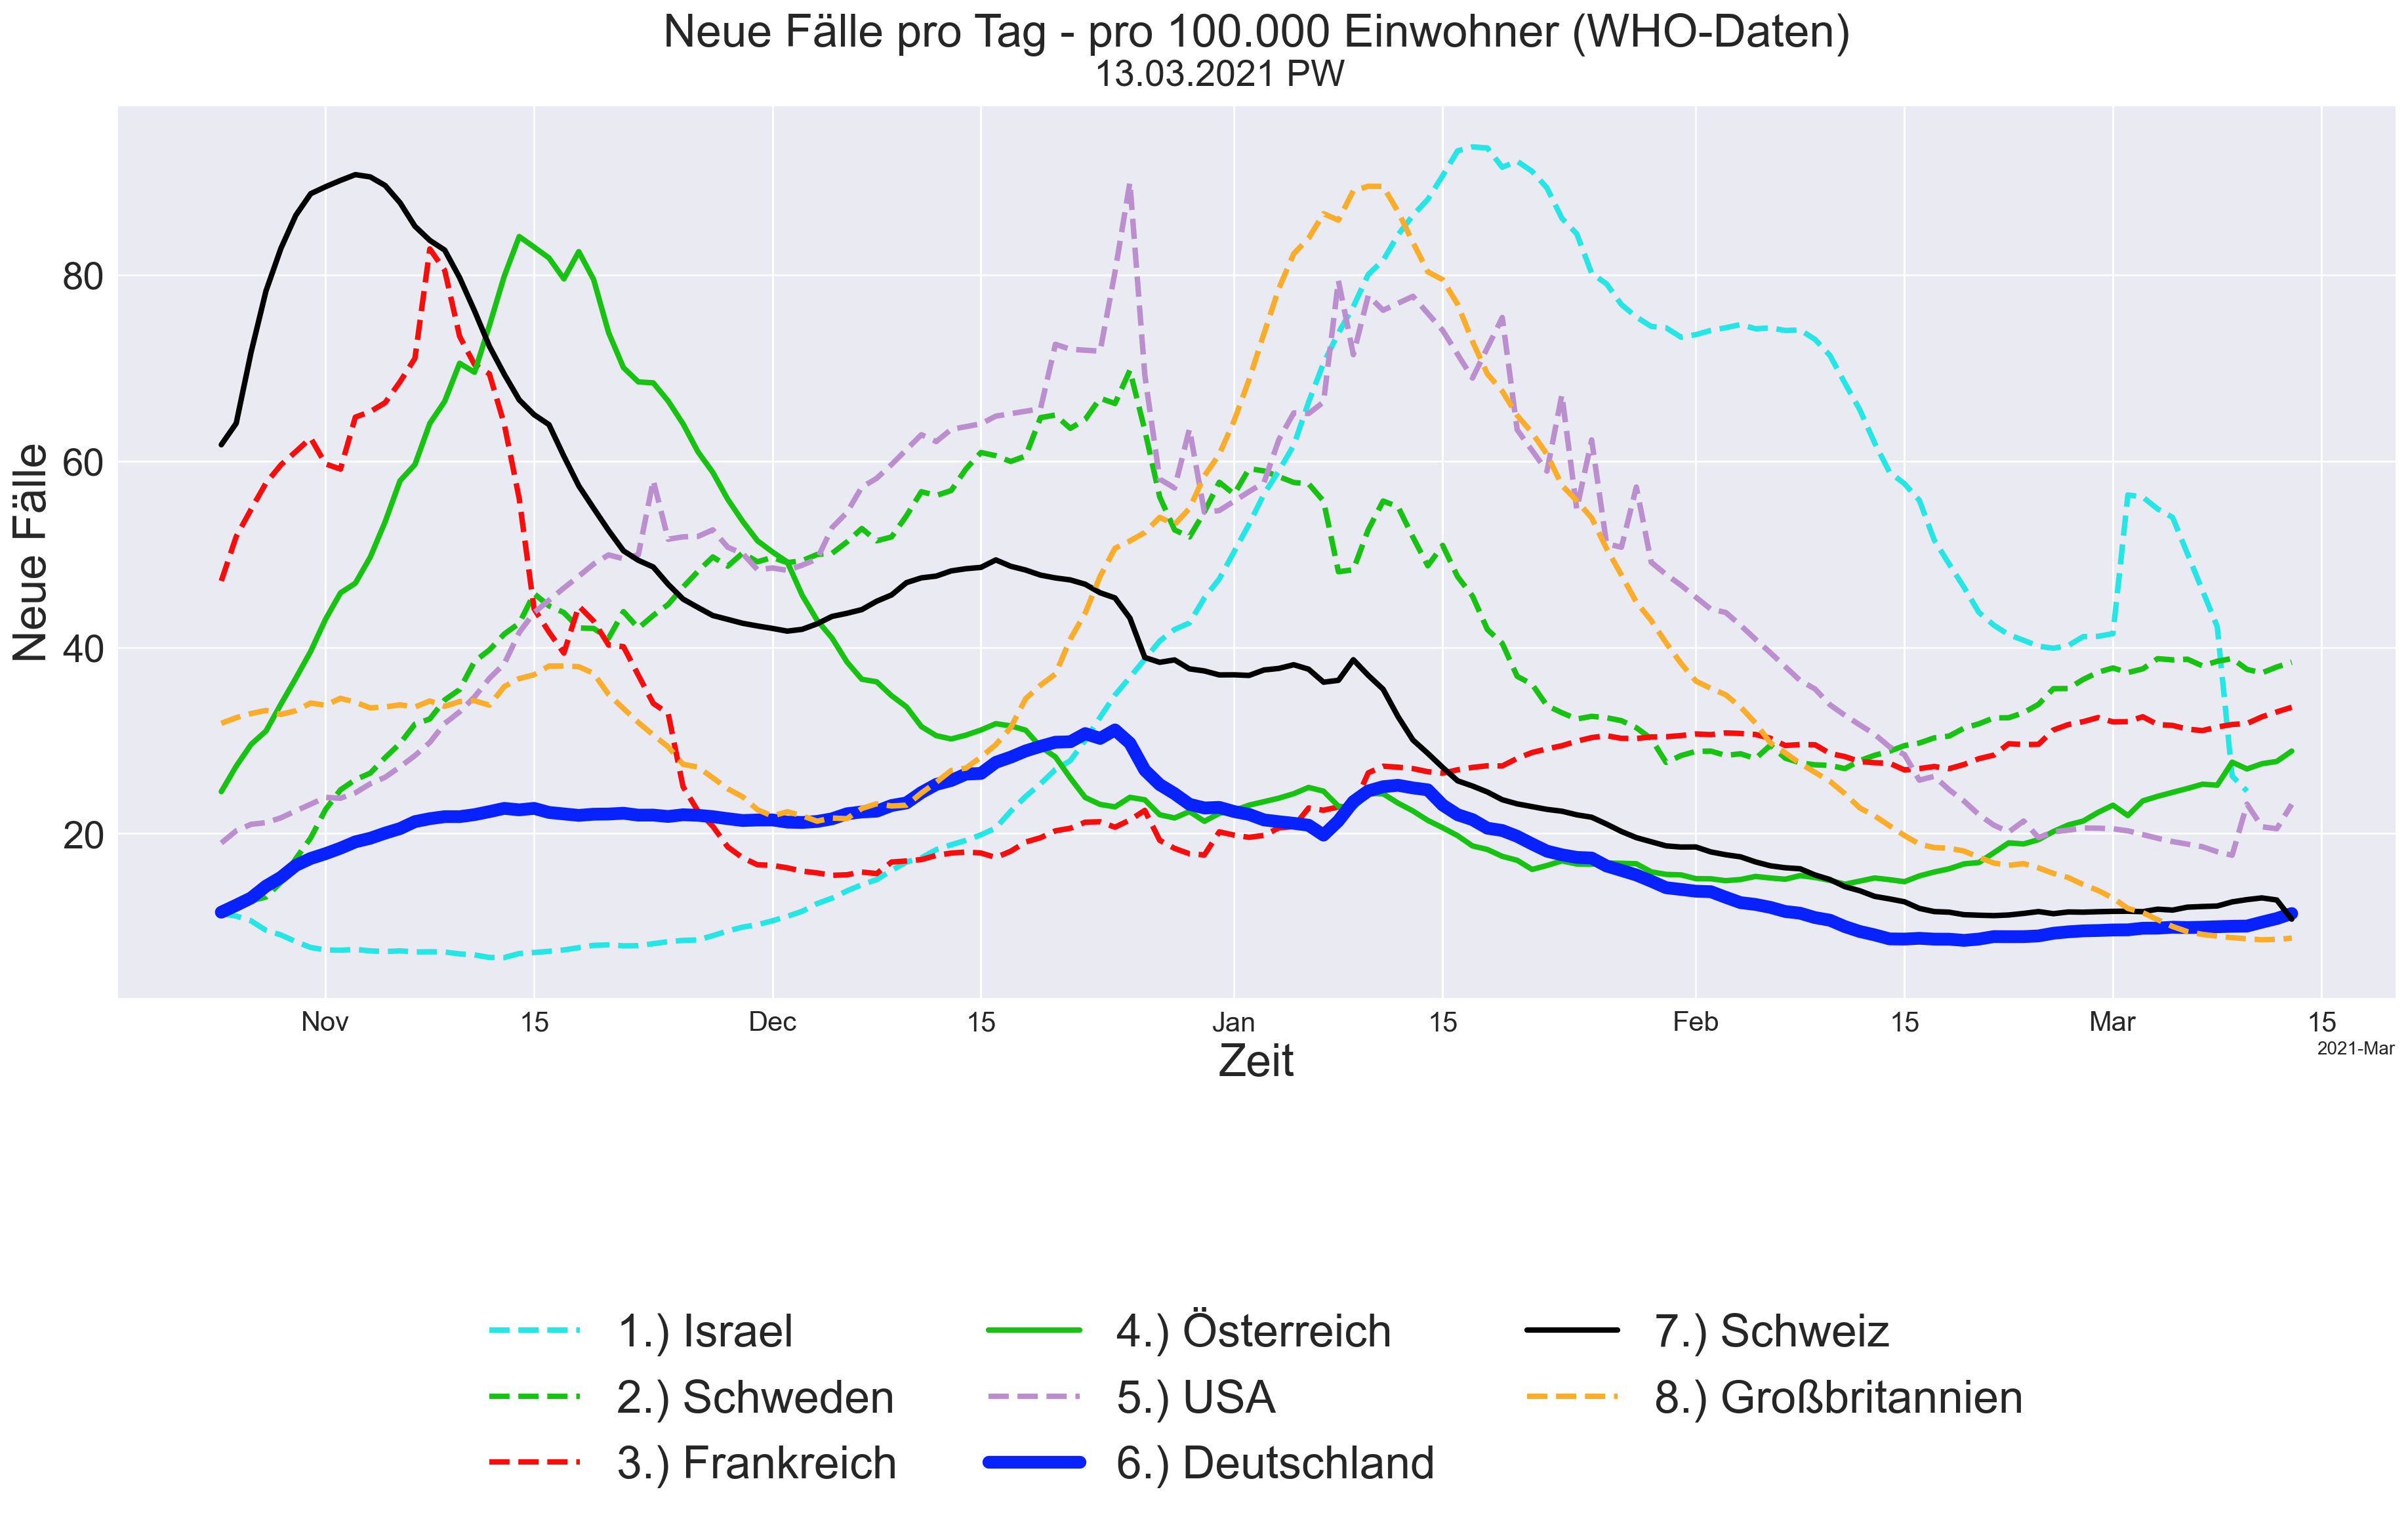 Neue Fälle pro Tag - pro 100.000 Einwohner (WHO-Daten)
13.03.2021 PW
Neue Fälle
80
60
40
20
Nov 15 Dec 15 Jan 15 Feb 15 Mar 15
2021-Mar
Zeit
1.) Israel
2.) Schweden
3.) Frankreich
4.) Österreich
5.) USA
6.) Deutschland
7.) Schweiz
8.) Großbritannien